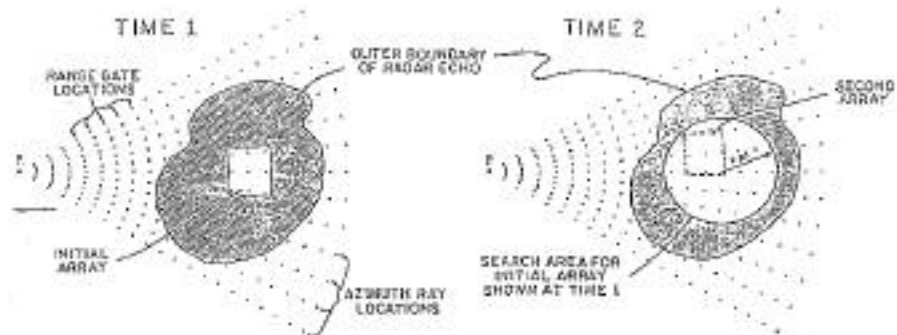 TIME 1
TIME 2
OUTER BOUNDARY
OF RADAR ECHO
RANGE GATE
LOCATIONS
SECOND
ARRAY
INITIAL
ARRAY
AZIMUTH RAY
LOCATIONS
SEARCH AREA FOR
INITIAL ARRAY
SHOWN AT TIME 1